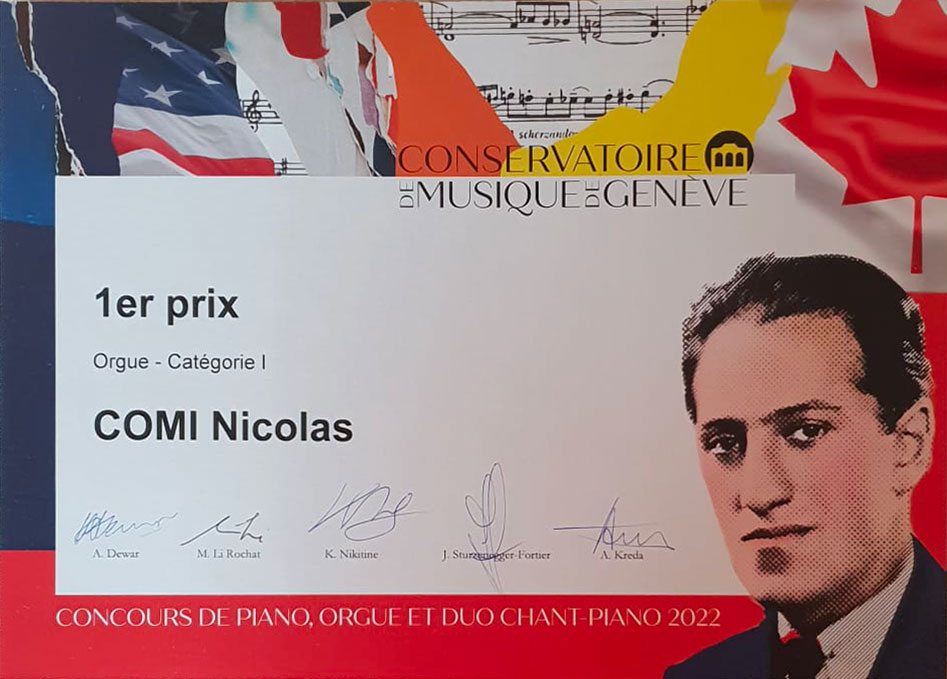 scherzando
CONSERVATOIRE
DE MUSIQUE DE GENÈVE
1er prix
Orgue - Catégorie I
COMI Nicolas
A. Dewar M. Li Rochat K. Nikitine J. Sturzenegger-Fortier A. Kreda
CONCOURS DE PIANO, ORGUE ET DUO CHANT-PIANO 2022